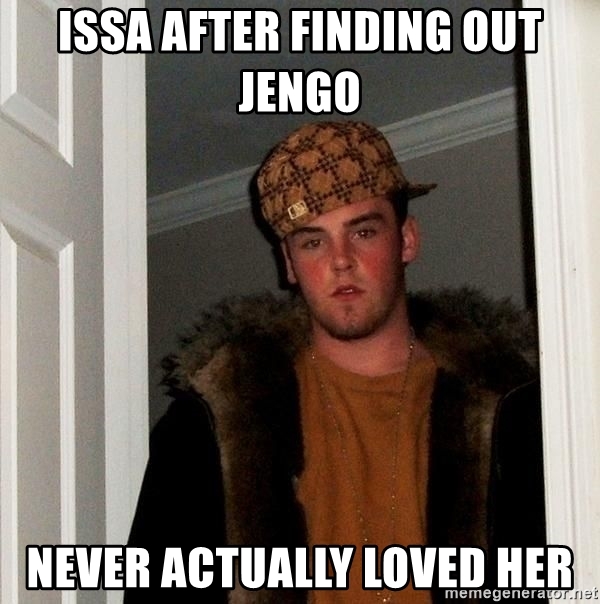 ISSA AFTER FINDING OUT
JENGO
NEVER ACTUALLY LOVED HER
memegenerator.net